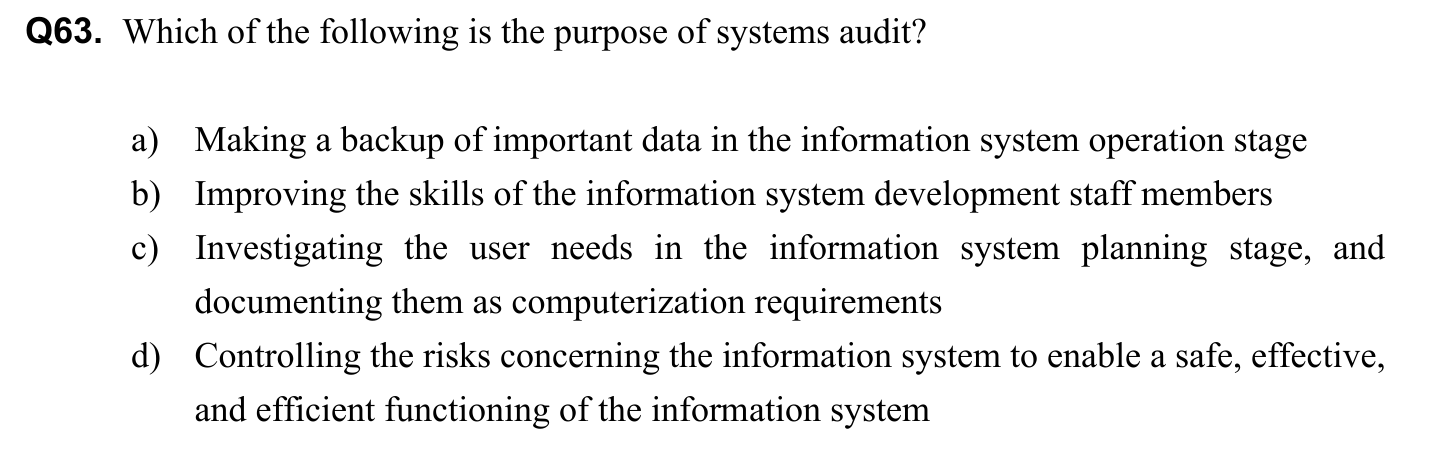 Q63. Which of the following is the purpose of systems audit?
a) Making a backup of important data in the information system operation stage
b) Improving the skills of the information system development staff members
c) Investigating the user needs in the information system planning stage, and
documenting them as computerization requirements
d) Controlling the risks concerning the information system to enable a safe, effective,
and efficient functioning of the information system